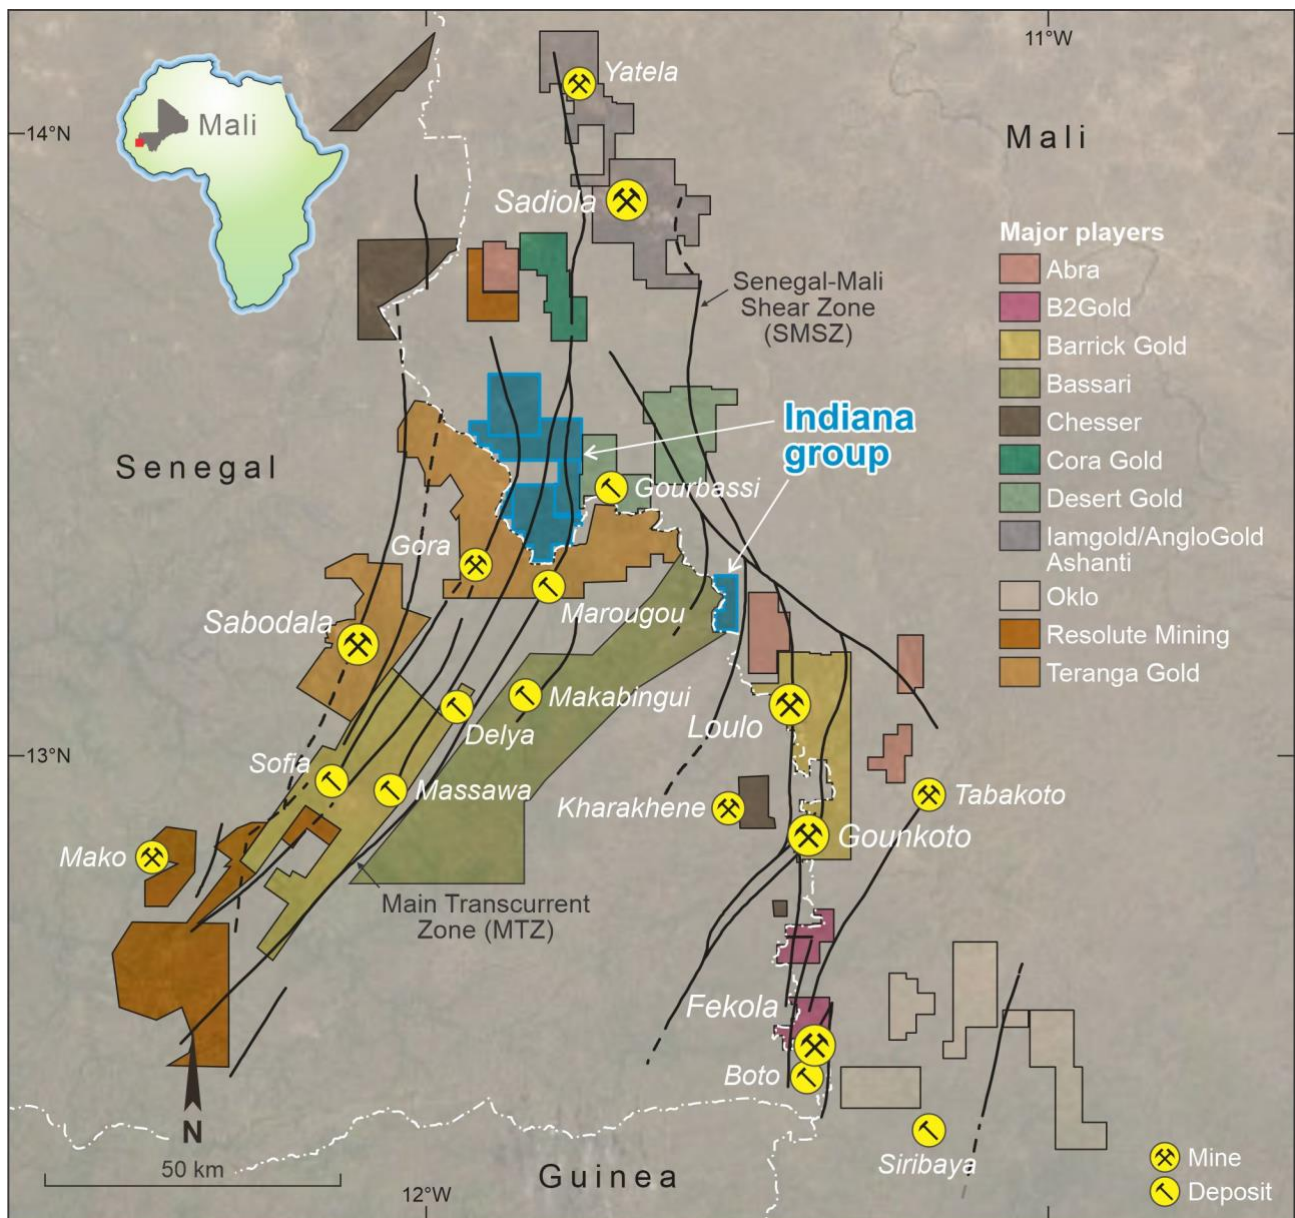 11°W
Yatela
14°N
Mali
Mali
Sadiola
Major players
Abra
Senegal-Mali
Shear Zone
(SMSZ)
B2Gold
Barrick Gold
Bassari
Indiana
group
Chesser
Senegal
Cora Gold
Gourbassi
Desert Gold
Gora
Iamgold/AngloGold
Ashanti
Oklo
Marougou
Sabodala
Resolute Mining
Teranga Gold
Makabingui
Loulo
Delya
13°N
Sofia
Massawa
Tabakoto
Kharakhene
Gounkoto
Mako
Main Transcurrent
Zone (MTZ)
Fekola
Boto
N
Siribaya
Mine
50 km
Guinea
12°W
Deposit